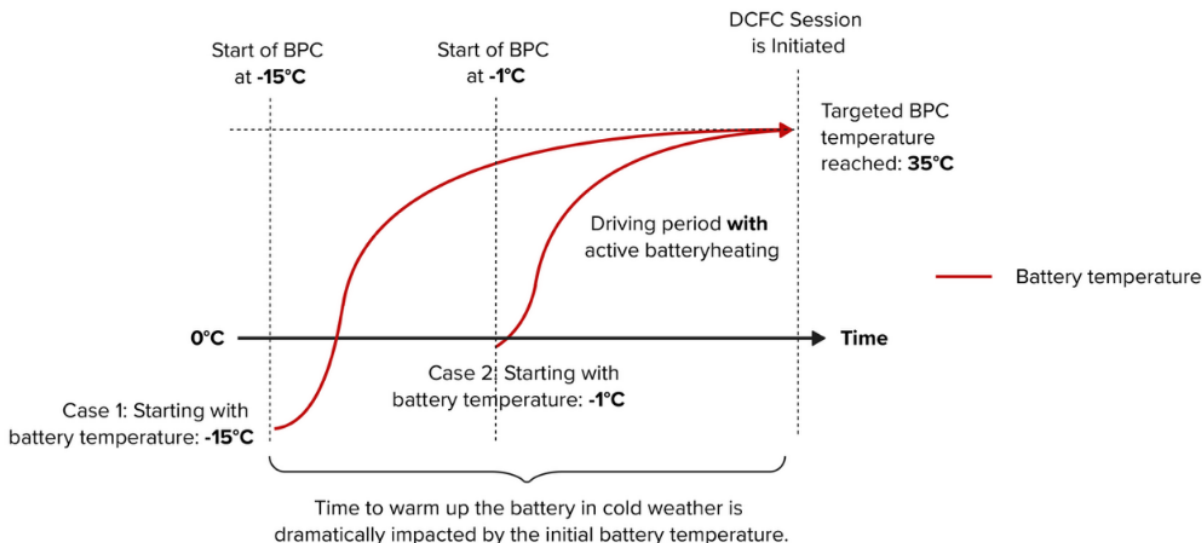 DCFC Session
is Initiated
Start of BPC
at -15°C
Start of BPC
at -1°C
Targeted BPC
temperature
reached: 35°C
Driving period with
active batteryheating
Battery temperature
0°C
Time
Case 2: Starting with
battery temperature: -1°C
Case 1: Starting with
battery temperature: -15°C
Time to warm up the battery in cold weather is
dramatically impacted by the initial battery temperature.